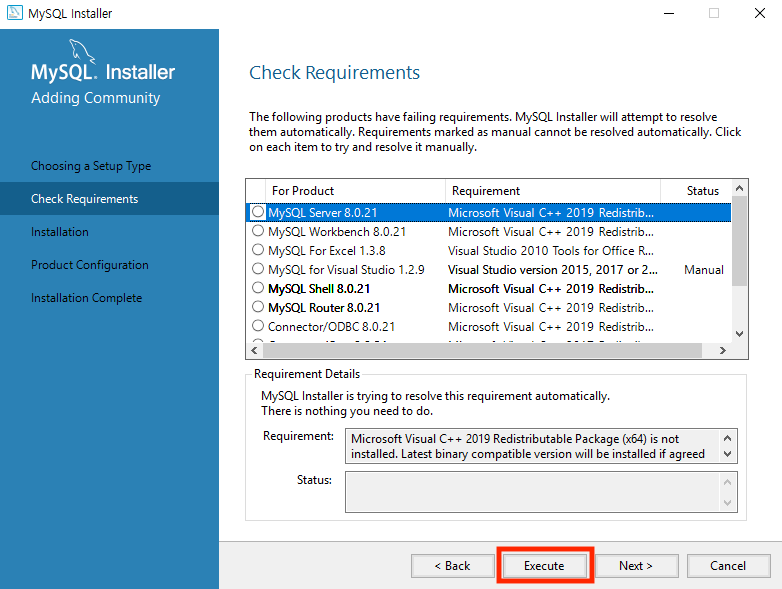 MySQL Installer
MySQL. Installer
Adding Community
Choosing a Setup Type
Check Requirements
Installation
Product Configuration
Installation Complete
Check Requirements
The following products have failing requirements. MySQL Installer will attempt to resolve
them automatically. Requirements marked as manual cannot be resolved automatically. Click
on each item to try and resolve it manually.
For Product Requirement Status
MySQL Server 8.0.21 Microsoft Visual C++ 2019 Redistrib...
MySQL Workbench 8.0.21 Microsoft Visual C++ 2019 Redistrib...
MySQL For Excel 1.3.8 Visual Studio 2010 Tools for Office R...
MySQL for Visual Studio 1.2.9 Visual Studio version 2015, 2017 or 2... Manual
MySQL Shell 8.0.21 Microsoft Visual C++ 2019 Redistrib...
MySQL Router 8.0.21 Microsoft Visual C++ 2019 Redistrib...
Connector/ODBC 8.0.21 Microsoft Visual C++ 2019 Redistrib...
Requirement Details
MySQL Installer is trying to resolve this requirement automatically.
There is nothing you need to do.
Requirement: Microsoft Visual C++ 2019 Redistributable Package (x64) is not
installed. Latest binary compatible version will be installed if agreed
Status:
< Back Execute Next > Cancel